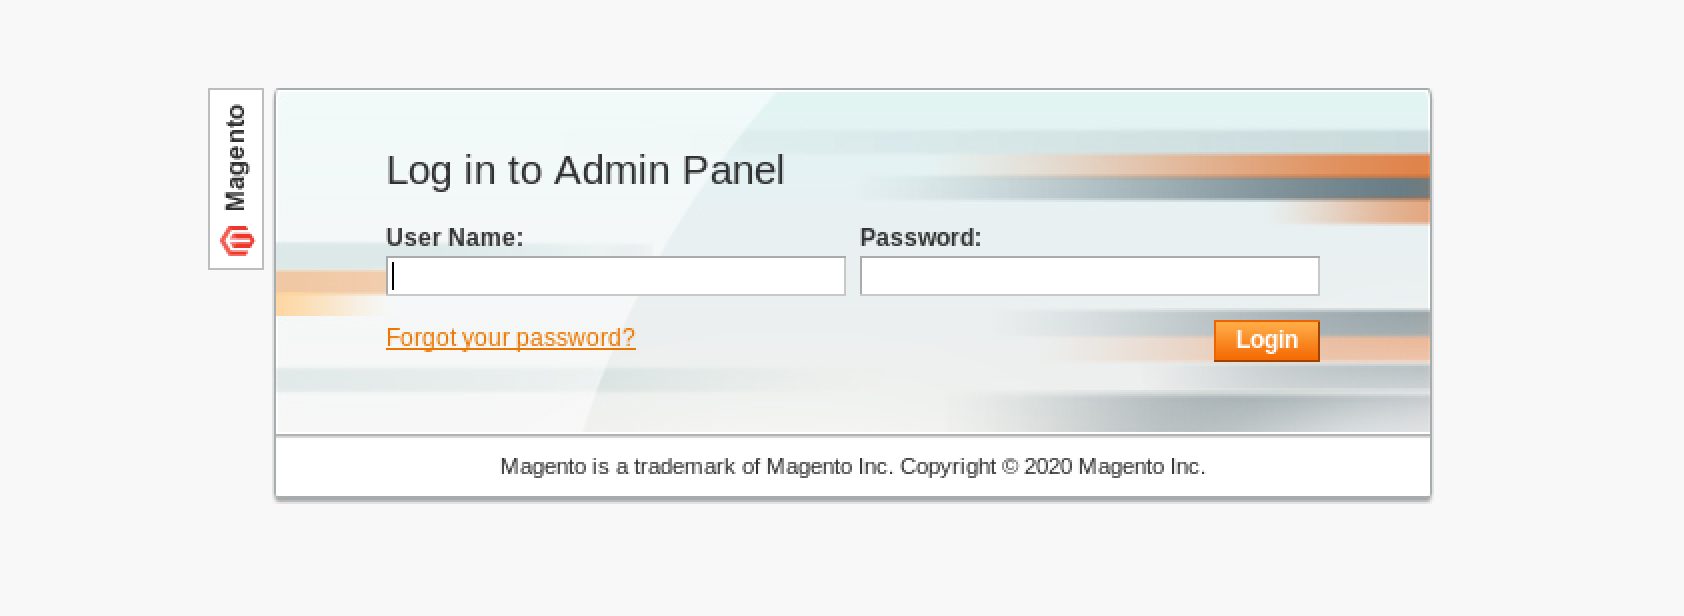 Magento
Log in to Admin Panel
User Name:
Password:
Forgot your password?
Login
Magento is a trademark of Magento Inc. Copyright © 2020 Magento Inc.